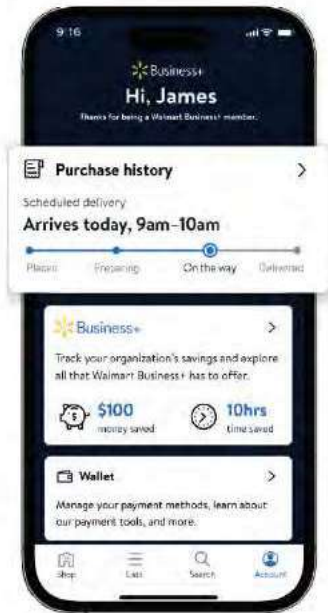 9:16
Business+
Hi, James
Thanks for being a Walmart Business+ member.
Purchase history
Scheduled delivery
Arrives today, 9am–10am
Placed Preparing On the way Delivered
Business+
Track your organization's savings and explore
all that Walmart Business+ has to offer.
$100 10hrs
money saved time saved
Wallet
Manage your payment methods, learn about
our payment tools, and more.
Shop Lists Search Account